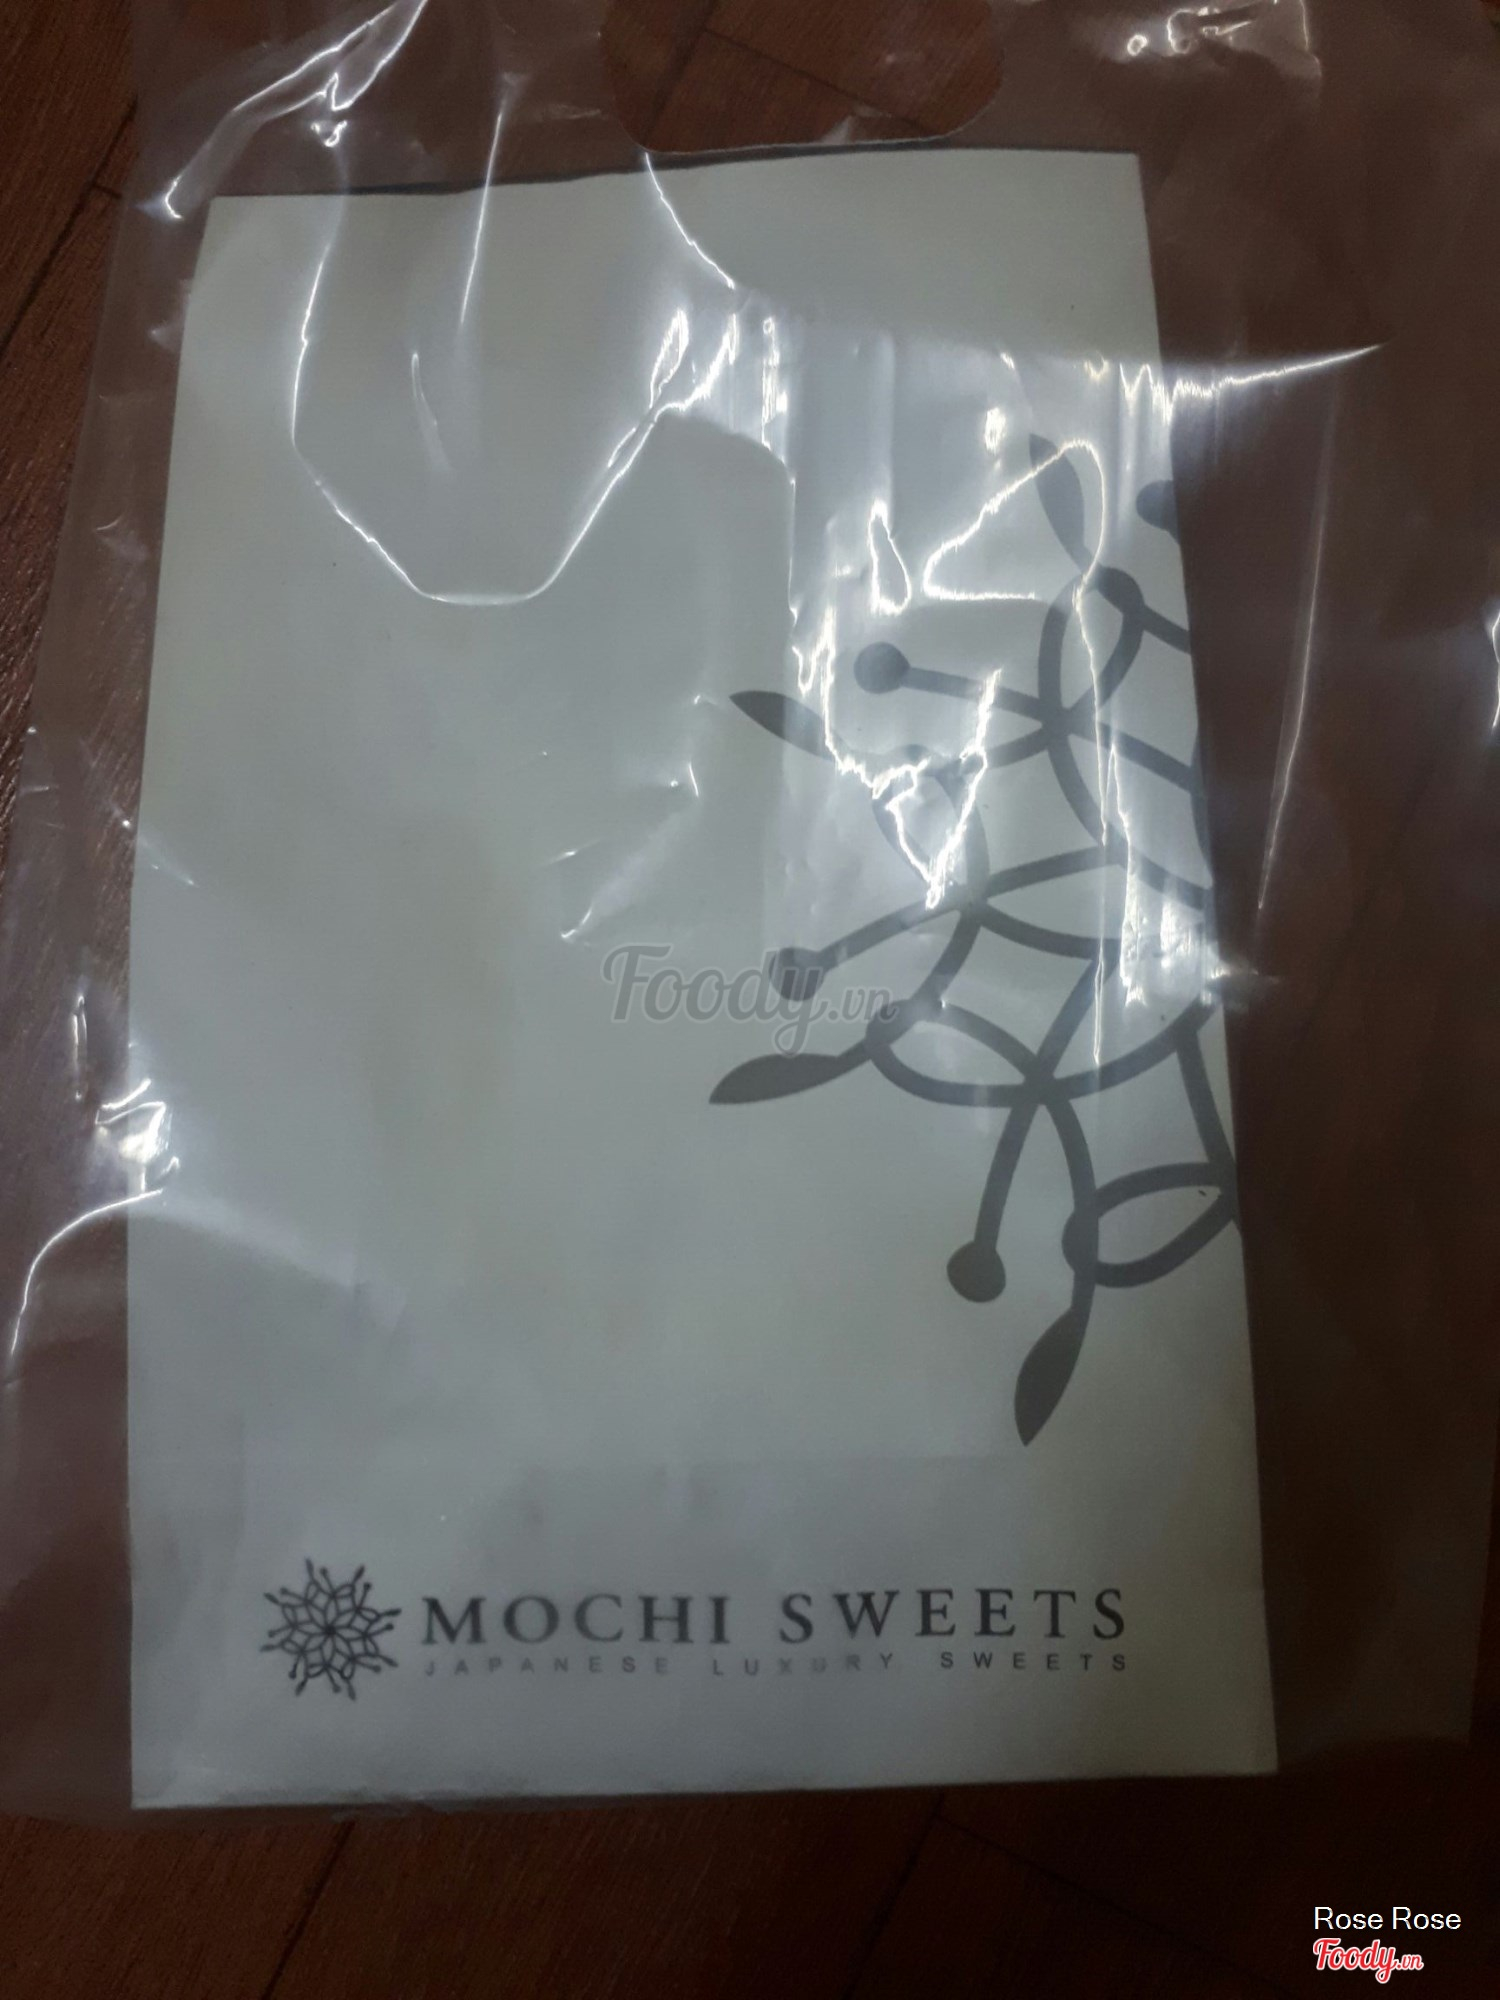 Foody.vn
MOCHI SWEETS
JAPANESE LUXURY SWEETS
Rose Rose
Foody.vn